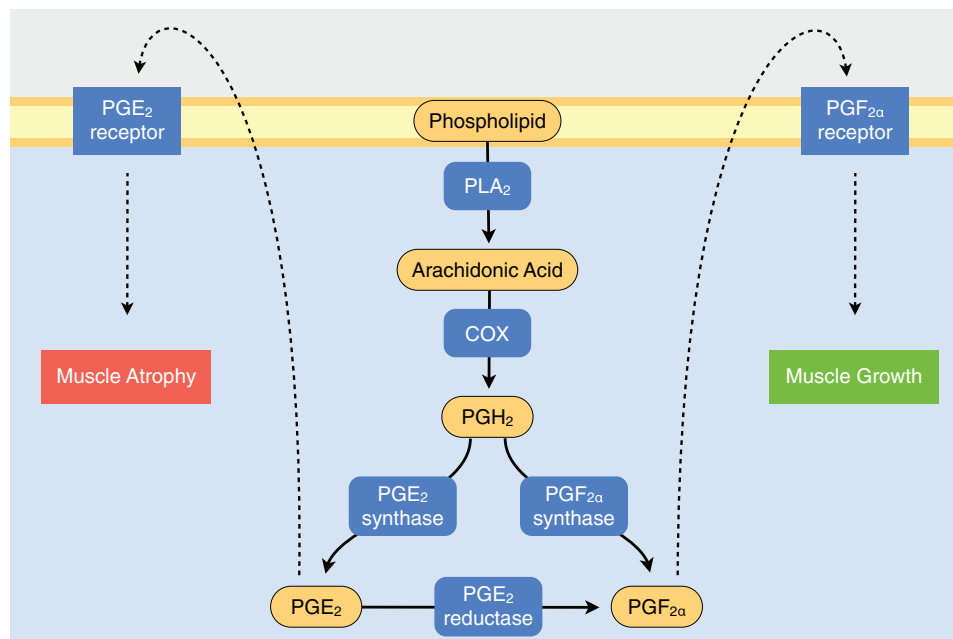 PGE₂
receptor
Phospholipid
PGF₂α
receptor
PLA₂
Arachidonic Acid
COX
Muscle Atrophy
Muscle Growth
PGH₂
PGE₂
synthase
PGF₂α
synthase
PGE₂
PGE₂
reductase
PGF₂α